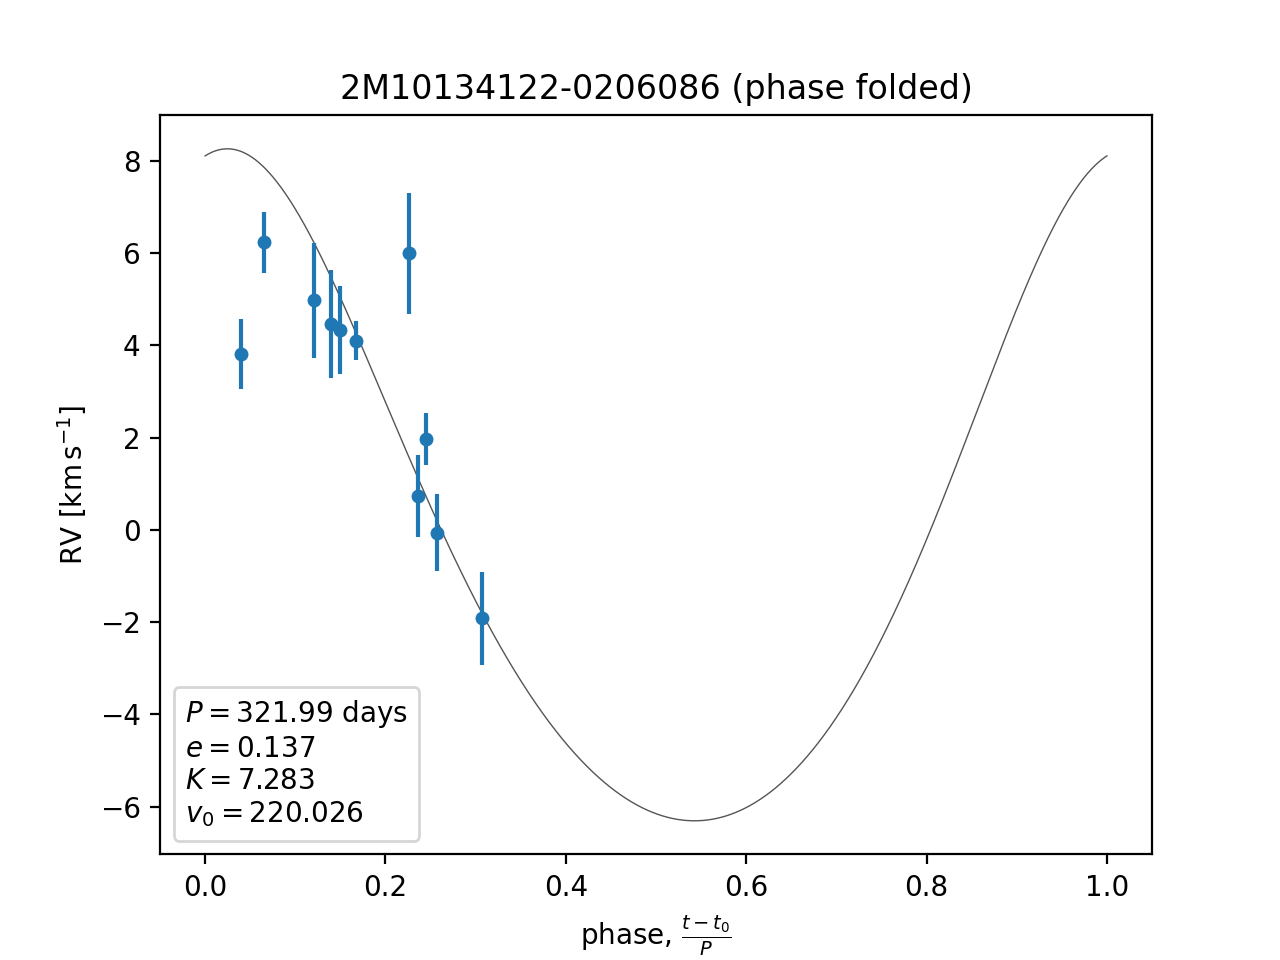 2M10134122-0206086 (phase folded)
8
6
4
2
0
−2
−4
−6
RV [km s⁻¹]
P = 321.99 days
e = 0.137
K = 7.283
v₀ = 220.026
0.0 0.2 0.4 0.6 0.8 1.0
phase, (t − t₀)/P